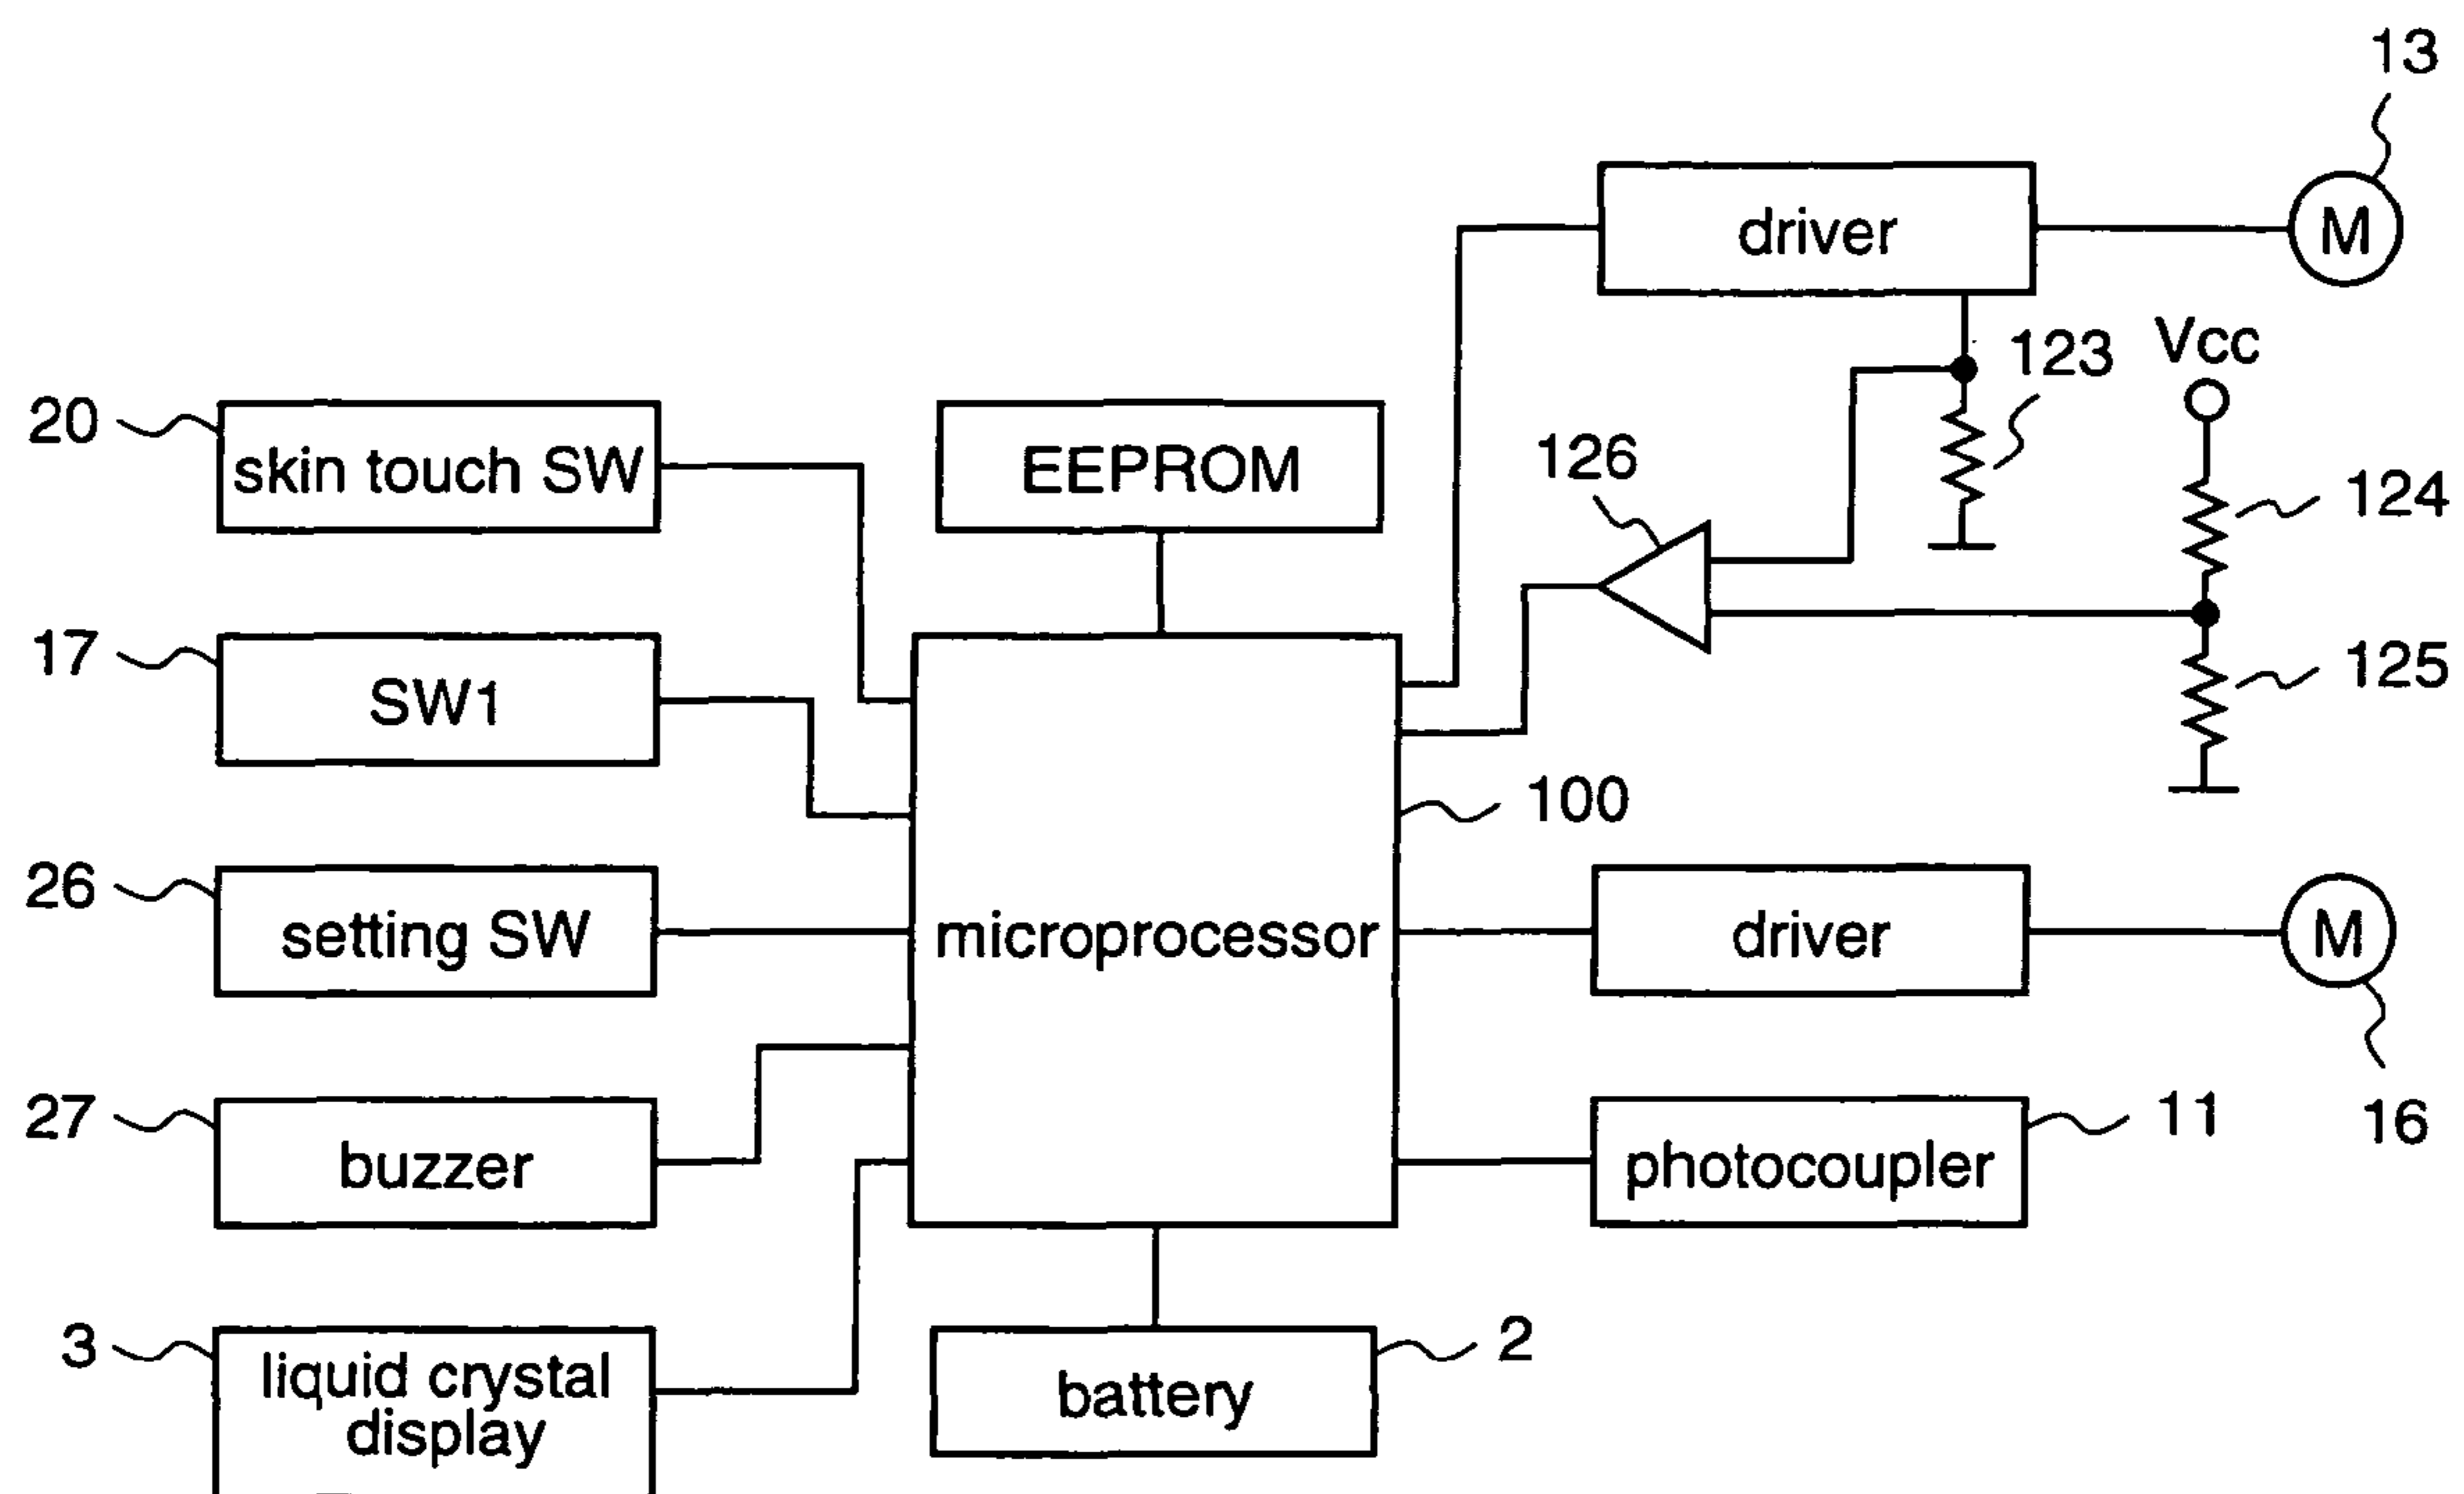 13
driver
M
123
Vcc
20
skin touch SW
EEPROM
126
124
17
SW1
125
100
26
setting SW
microprocessor
driver
M
27
buzzer
photocoupler
11
16
3
liquid crystal
display
battery
2